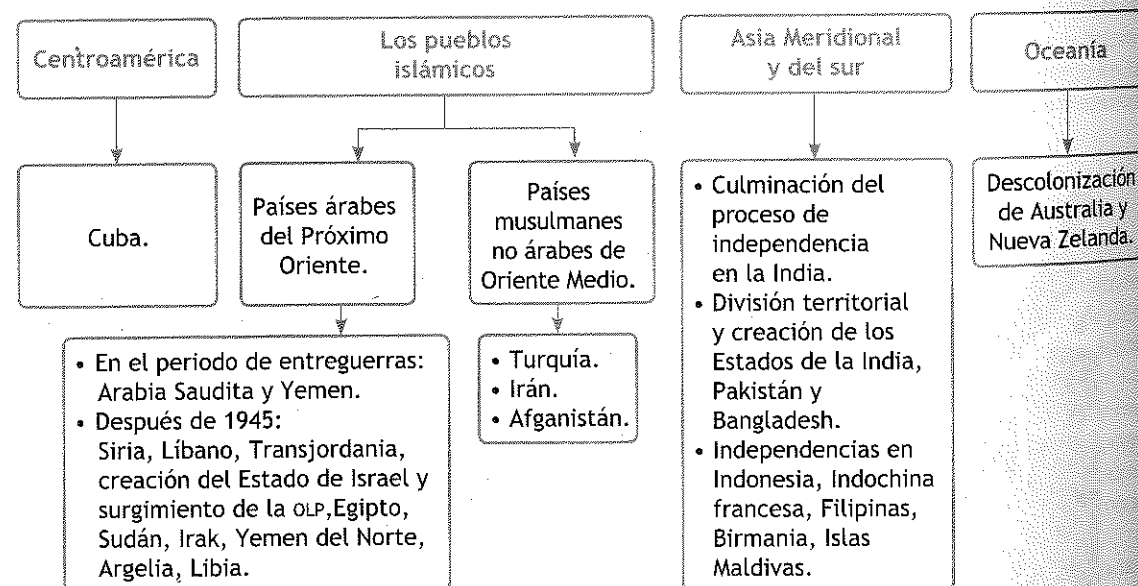 Centroamérica
Los pueblos
islámicos
Asia Meridional
y del sur
Oceanía
Cuba.
Países árabes
del Próximo
Oriente.
Países
musulmanes
no árabes de
Oriente Medio.
• Culminación del
proceso de
independencia
en la India.
• División territorial
y creación de los
Estados de la India,
Pakistán y
Bangladesh.
• Independencias en
Indonesia, Indochina
francesa, Filipinas,
Birmania, Islas
Maldivas.
Descolonización
de Australia y
Nueva Zelanda.
• En el periodo de entreguerras:
Arabia Saudita y Yemen.
• Después de 1945:
Siria, Líbano, Transjordania,
creación del Estado de Israel y
surgimiento de la OLP,Egipto,
Sudán, Irak, Yemen del Norte,
Argelia, Libia.
• Turquía.
• Irán.
• Afganistán.